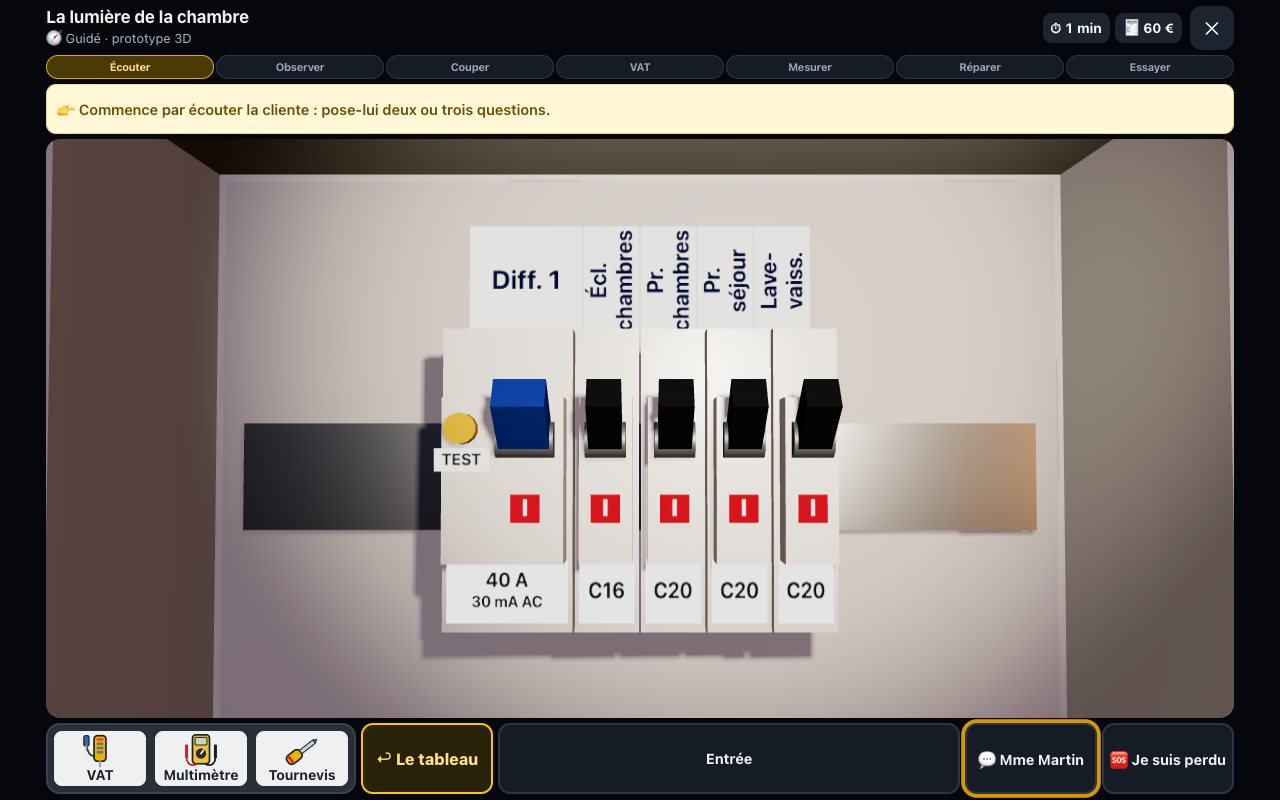 La lumière de la chambre
🧭 Guidé · prototype 3D
⏱ 1 min
🧾 60 €
✕
Écouter
Observer
Couper
VAT
Mesurer
Réparer
Essayer
👉 Commence par écouter la cliente : pose-lui deux ou trois questions.
Diff. 1
Écl.
chambres
Pr.
chambres
Pr.
séjour
Lave-
vaiss.
TEST
I
I
I
I
I
40 A
30 mA AC
C16
C20
C20
C20
VAT
Multimètre
Tournevis
↩ Le tableau
Entrée
💬 Mme Martin
🆘 Je suis perdu